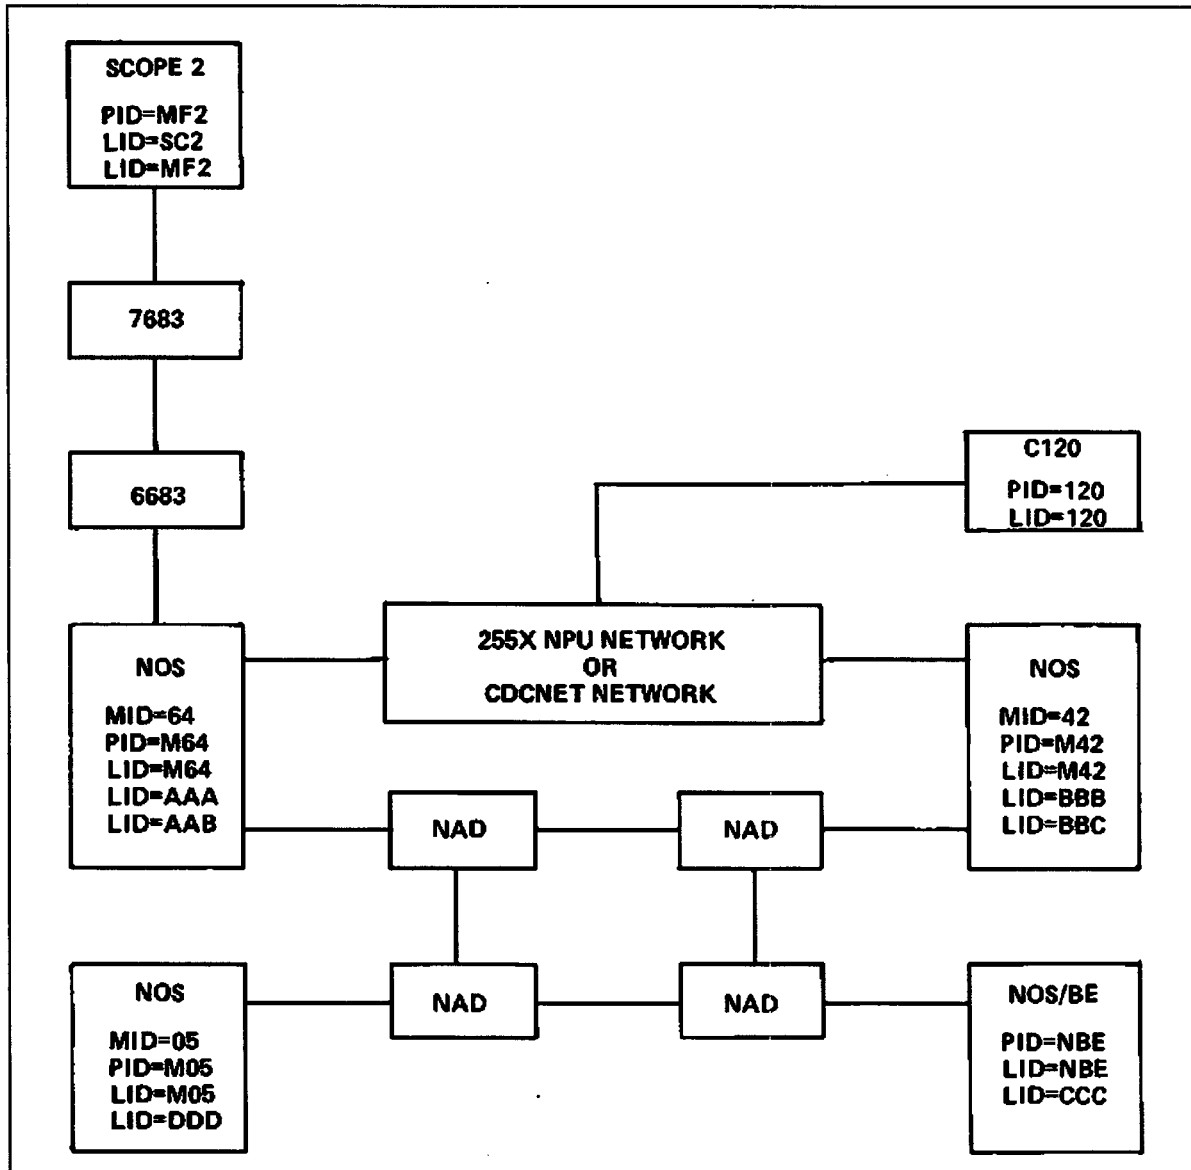 SCOPE 2
PID=MF2
LID=SC2
LID=MF2
7683
6683
C120
PID=120
LID=120
255X NPU NETWORK
OR
CDCNET NETWORK
NOS
MID=64
PID=M64
LID=M64
LID=AAA
LID=AAB
NOS
MID=42
PID=M42
LID=M42
LID=BBB
LID=BBC
NAD
NAD
NOS
MID=05
PID=M05
LID=M05
LID=DDD
NAD
NAD
NOS/BE
PID=NBE
LID=NBE
LID=CCC